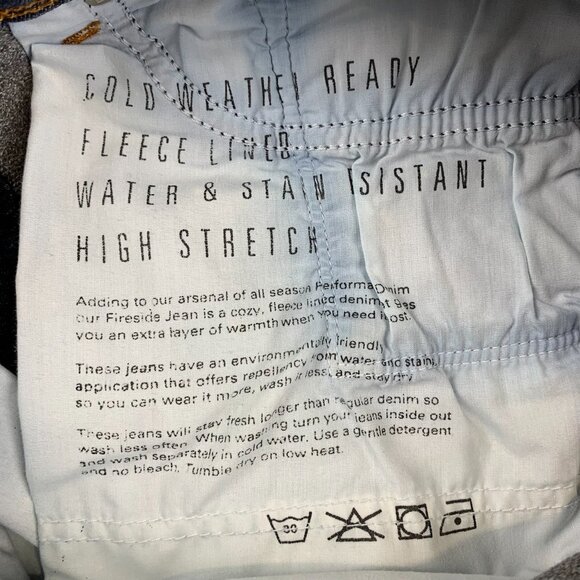 COLD WEATHER READY
FLEECE LINED
WATER & STAIN SISTANT
HIGH STRETCH
Adding to our arsenal of all season Performa Denim
our Fireside Jean is a cozy, fleece lined denim
you an extra layer of warmth when you need
These jeans have an environmentally friendly
application that offers repellency from water and stains
so you can wear it more, wash it less, and stay dry
These jeans will stay fresh longer than regular denim so
wash less often. When washing turn your jeans inside out
and wash separately in cold water. Use a gentle detergent
and no bleach. Tumble dry on low heat.
30